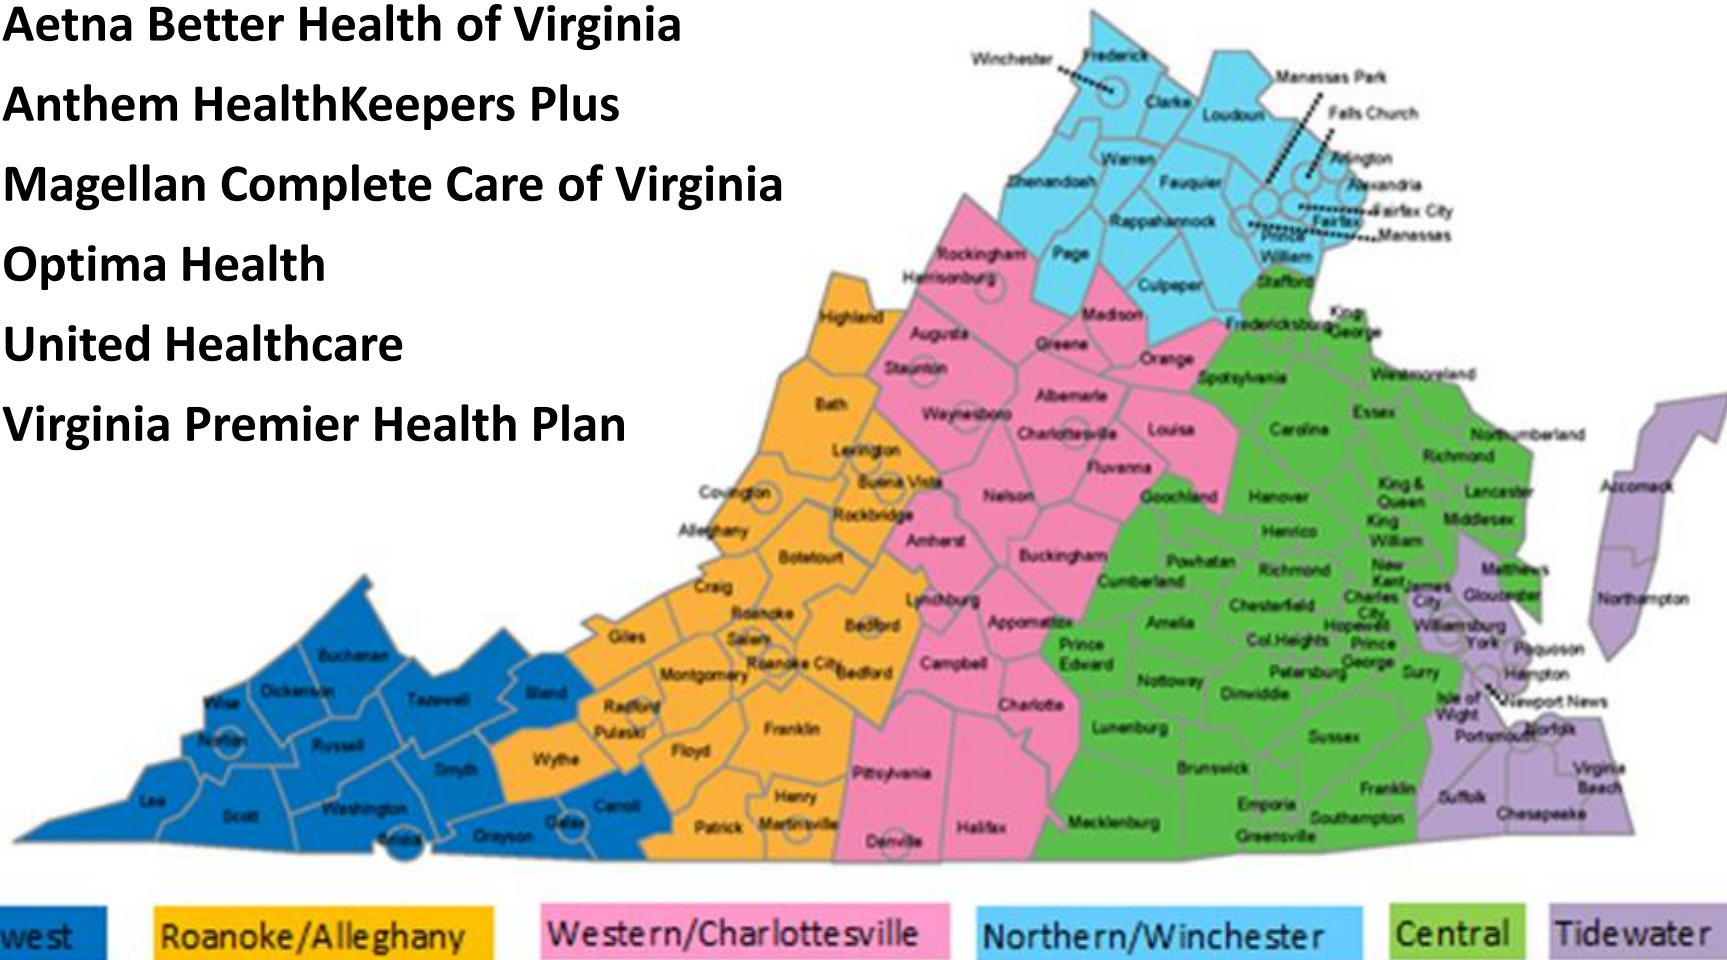 Aetna Better Health of Virginia
Anthem HealthKeepers Plus
Magellan Complete Care of Virginia
Optima Health
United Healthcare
Virginia Premier Health Plan
Winchester
Frederick
Clarke
Loudoun
Manassas Park
Falls Church
Arlington
Alexandria
Fairfax City
Fairfax
Manassas
Prince
William
Warren
Shenandoah
Fauquier
Rappahannock
Page
Culpeper
Rockingham
Harrisonburg
Madison
Augusta
Greene
Orange
Staunton
Albemarle
Waynesboro
Charlottesville
Louisa
Fluvanna
Nelson
Amherst
Buckingham
Lynchburg
Appomattox
Campbell
Charlotte
Pittsylvania
Halifax
Danville
Highland
Bath
Lexington
Buena Vista
Covington
Rockbridge
Alleghany
Botetourt
Craig
Roanoke
Giles
Salem
Bedford
Roanoke City
Bedford
Montgomery
Radford
Pulaski
Franklin
Floyd
Wythe
Henry
Patrick
Martinsville
Buchanan
Dickenson
Wise
Tazewell
Bland
Norton
Russell
Smyth
Lee
Scott
Washington
Bristol
Grayson
Galax
Carroll
Stafford
King
George
Fredericksburg
Spotsylvania
Westmoreland
Essex
Caroline
Northumberland
Richmond
Goochland
Hanover
King &
Queen
Lancaster
Henrico
King
William
Middlesex
Powhatan
Richmond
New
Kent
Cumberland
Chesterfield
Charles
City
Amelia
Hopewell
Col.Heights
Prince
George
Prince
Edward
Petersburg
Surry
Nottoway
Dinwiddie
Lunenburg
Sussex
Brunswick
Franklin
Emporia
Southampton
Mecklenburg
Greensville
Matthews
Gloucester
James
City
Williamsburg
York
Poquoson
Hampton
Newport News
Isle of
Wight
Portsmouth
Norfolk
Virginia
Beach
Suffolk
Chesapeake
Accomack
Northampton
west
Roanoke/Alleghany
Western/Charlottesville
Northern/Winchester
Central
Tidewater